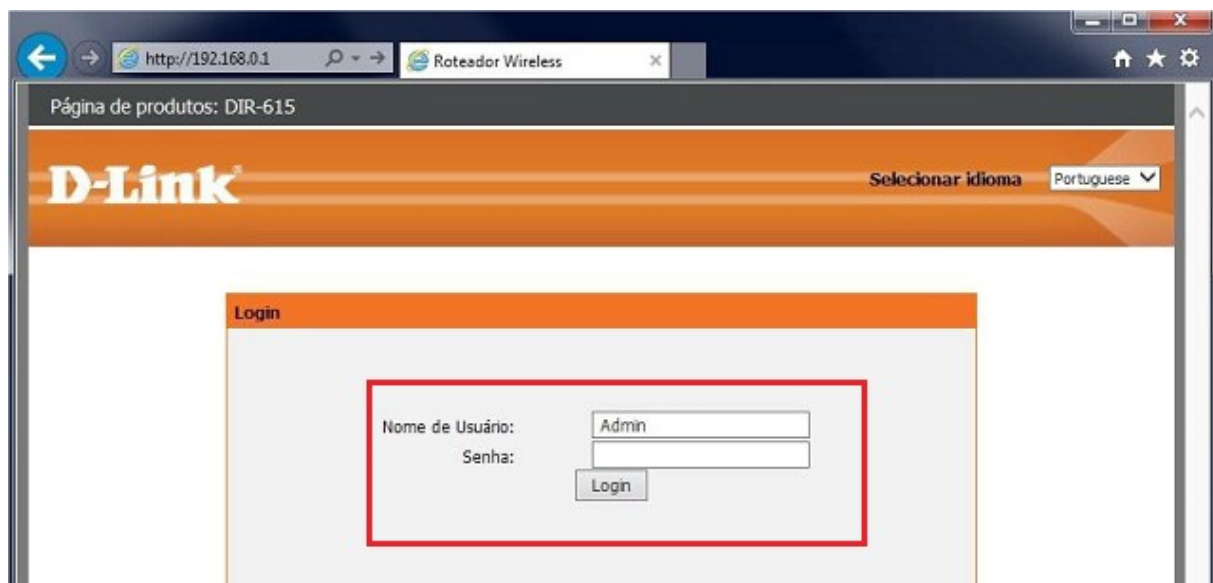 http://192.168.0.1
Roteador Wireless
Página de produtos: DIR-615
D-Link
Selecionar idioma
Portuguese
Login
Nome de Usuário:
Admin
Senha:
Login